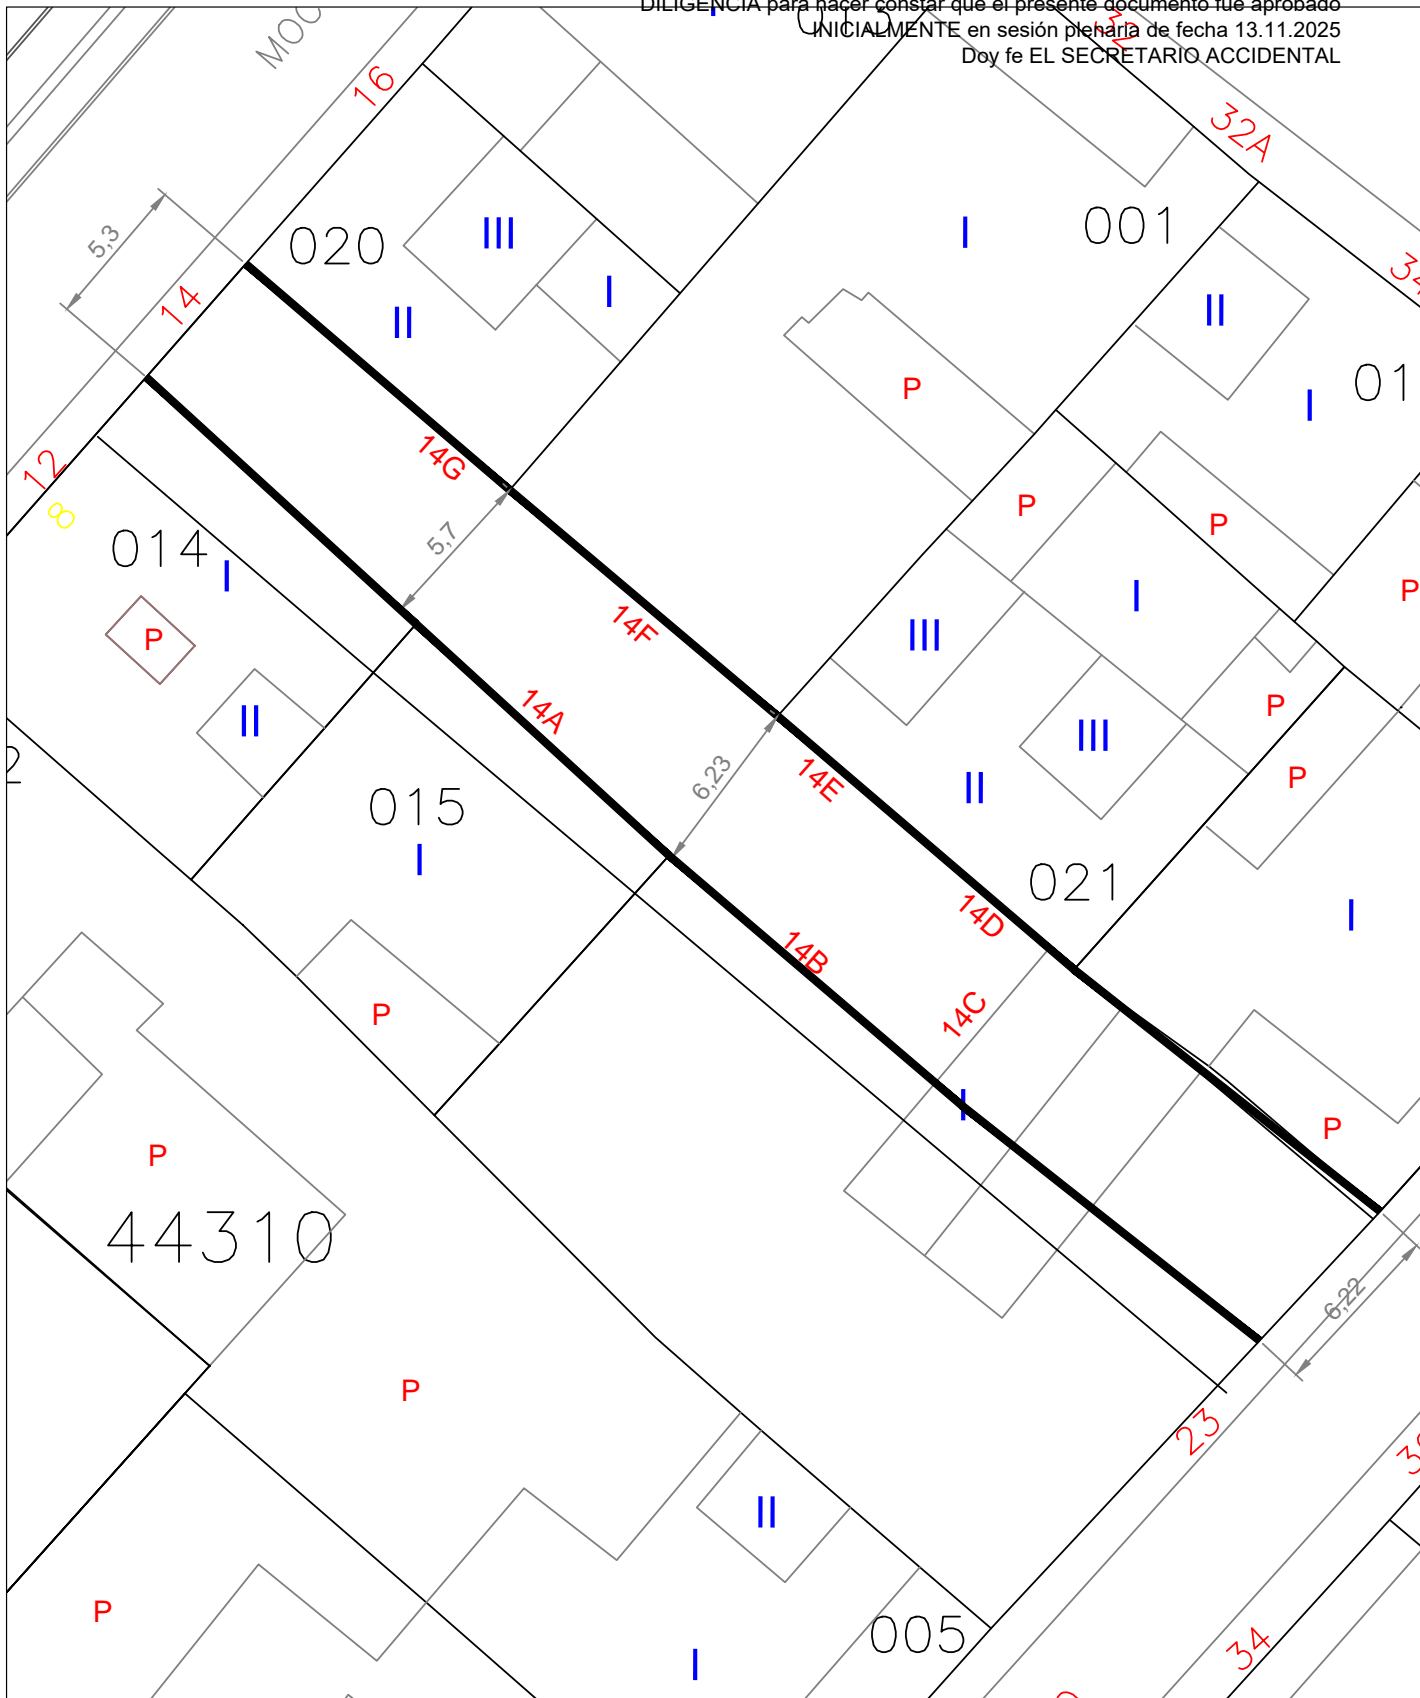 DILIGENCIA para hacer constar que el presente documento fue aprobado
INICIALMENTE en sesión plenaria de fecha 13.11.2025
Doy fe EL SECRETARIO ACCIDENTAL
16
32A
5,3
020
III
I
I
001
14
II
II
I
P
14G
P
12
8
014
I
5,7
P
P
14F
I
III
P
P
II
14A
P
III
6,23
14E
P
II
015
I
021
14D
I
14B
14C
P
I
P
P
44310
6,22
P
23
II
P
005
34
I